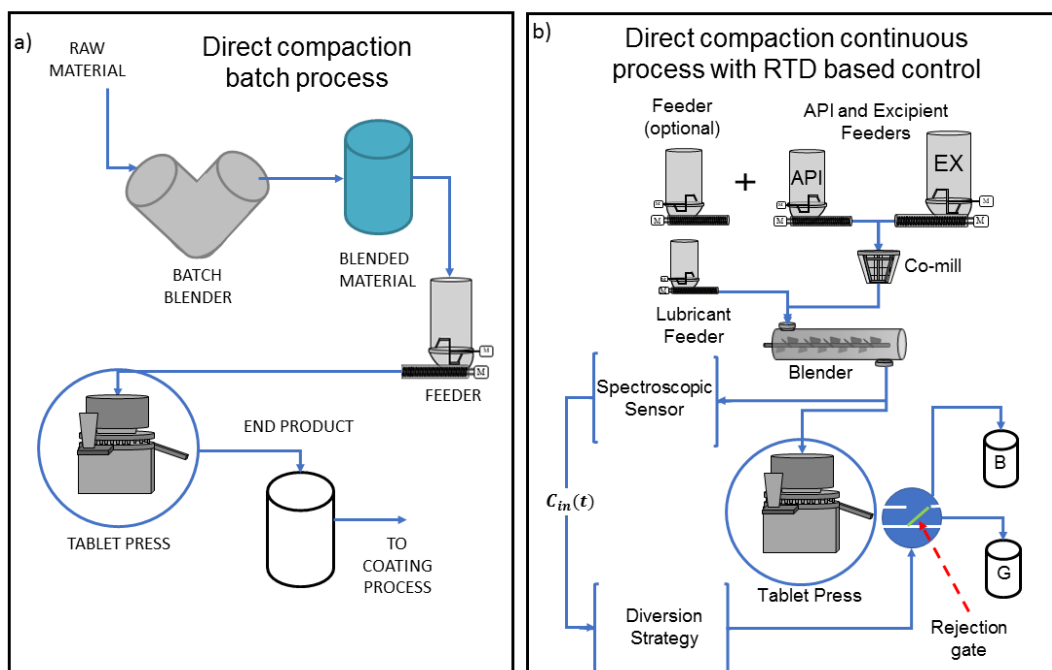 a)
Direct compaction
batch process
RAW
MATERIAL
BATCH
BLENDER
BLENDED
MATERIAL
M
M
FEEDER
END PRODUCT
TABLET PRESS
TO
COATING
PROCESS
b)
Direct compaction continuous
process with RTD based control
Feeder
(optional)
API and Excipient
Feeders
+
API
EX
M
M
M
M
M
M
Co-mill
M
M
Lubricant
Feeder
Blender
Spectroscopic
Sensor
C_in(t)
B
G
Tablet Press
Diversion
Strategy
Rejection
gate